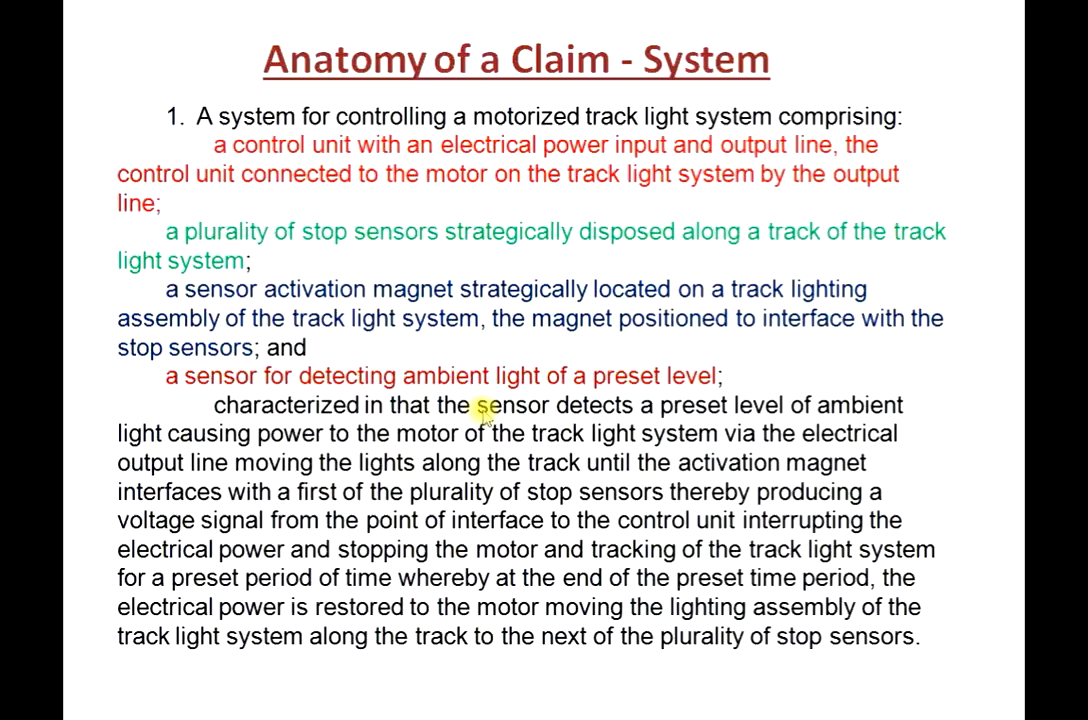 Anatomy of a Claim - System
1. A system for controlling a motorized track light system comprising:
a control unit with an electrical power input and output line, the
control unit connected to the motor on the track light system by the output
line;
a plurality of stop sensors strategically disposed along a track of the track
light system;
a sensor activation magnet strategically located on a track lighting
assembly of the track light system, the magnet positioned to interface with the
stop sensors; and
a sensor for detecting ambient light of a preset level;
characterized in that the sensor detects a preset level of ambient
light causing power to the motor of the track light system via the electrical
output line moving the lights along the track until the activation magnet
interfaces with a first of the plurality of stop sensors thereby producing a
voltage signal from the point of interface to the control unit interrupting the
electrical power and stopping the motor and tracking of the track light system
for a preset period of time whereby at the end of the preset time period, the
electrical power is restored to the motor moving the lighting assembly of the
track light system along the track to the next of the plurality of stop sensors.